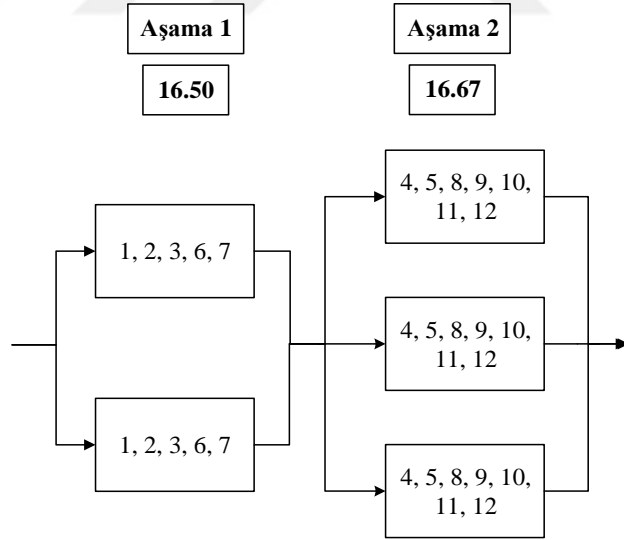 Aşama 1
Aşama 2
16.50
16.67
1, 2, 3, 6, 7
1, 2, 3, 6, 7
4, 5, 8, 9, 10,
11, 12
4, 5, 8, 9, 10,
11, 12
4, 5, 8, 9, 10,
11, 12